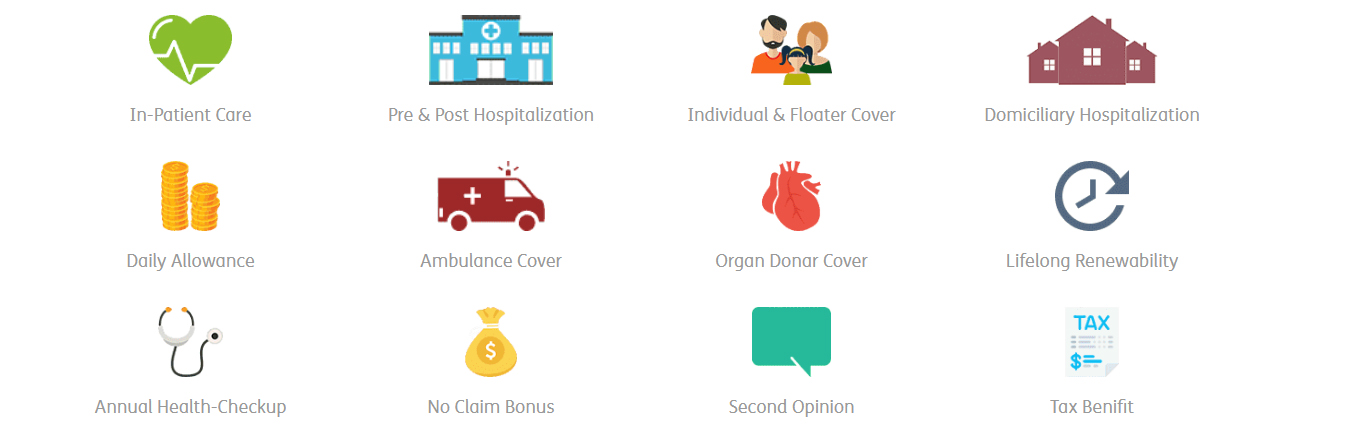 In-Patient Care
Pre & Post Hospitalization
Individual & Floater Cover
Domiciliary Hospitalization
Daily Allowance
Ambulance Cover
Organ Donar Cover
Lifelong Renewability
TAX
$
$
Annual Health-Checkup
No Claim Bonus
Second Opinion
Tax Benifit